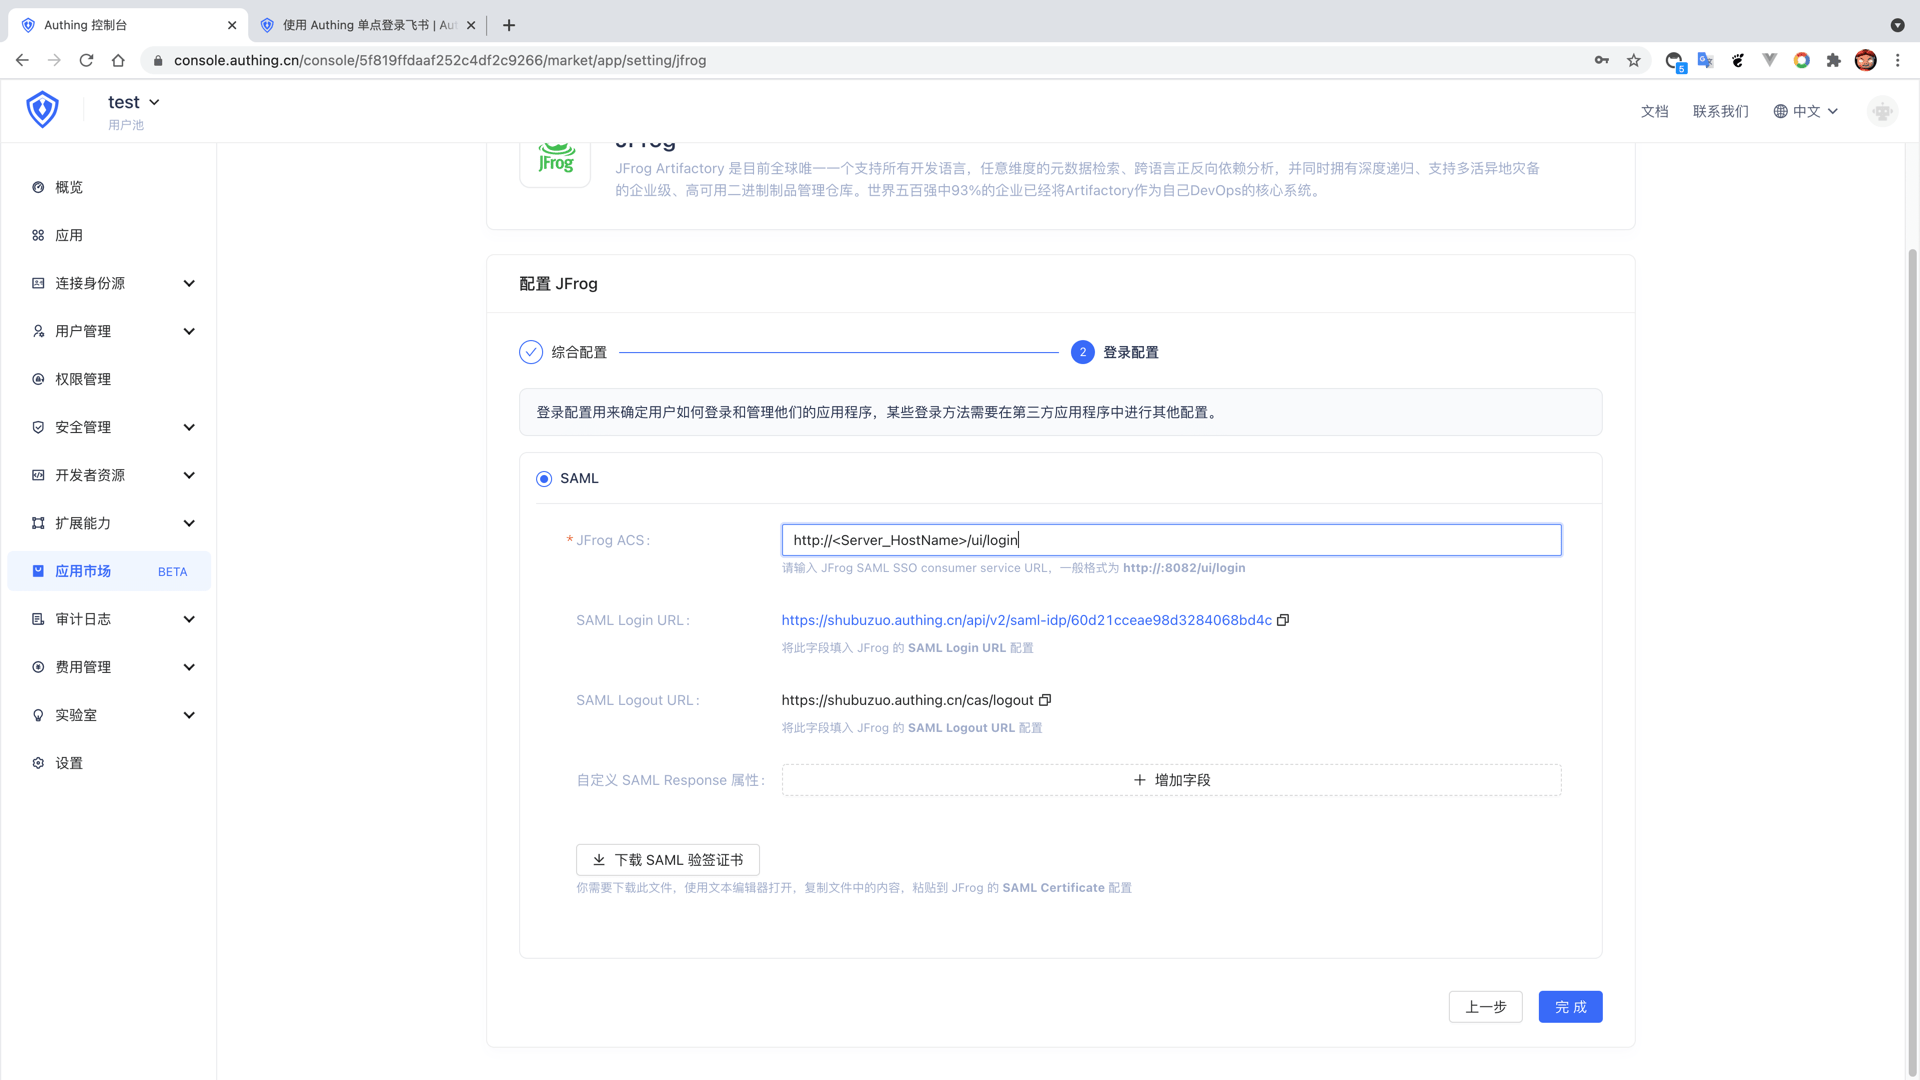 Authing 控制台
使用 Authing 单点登录飞书 | Au
console.authing.cn/console/5f819ffdaaf252c4df2c9266/market/app/setting/jfrog
5
test
用户池
文档
联系我们
中文
概览
应用
连接身份源
用户管理
权限管理
安全管理
开发者资源
扩展能力
应用市场 BETA
审计日志
费用管理
实验室
设置
JFrog
JFrog
JFrog Artifactory 是目前全球唯一一个支持所有开发语言，任意维度的元数据检索、跨语言正反向依赖分析，并同时拥有深度递归、支持多活异地灾备
的企业级、高可用二进制制品管理仓库。世界五百强中93%的企业已经将Artifactory作为自己DevOps的核心系统。
配置 JFrog
综合配置
2 登录配置
登录配置用来确定用户如何登录和管理他们的应用程序，某些登录方法需要在第三方应用程序中进行其他配置。
SAML
* JFrog ACS : http://<Server_HostName>/ui/login
请输入 JFrog SAML SSO consumer service URL，一般格式为 http://:8082/ui/login
SAML Login URL : https://shubuzuo.authing.cn/api/v2/saml-idp/60d21cceae98d3284068bd4c
将此字段填入 JFrog 的 SAML Login URL 配置
SAML Logout URL : https://shubuzuo.authing.cn/cas/logout
将此字段填入 JFrog 的 SAML Logout URL 配置
自定义 SAML Response 属性 : 增加字段
下载 SAML 验签证书
你需要下载此文件，使用文本编辑器打开，复制文件中的内容，粘贴到 JFrog 的 SAML Certificate 配置
上一步
完 成